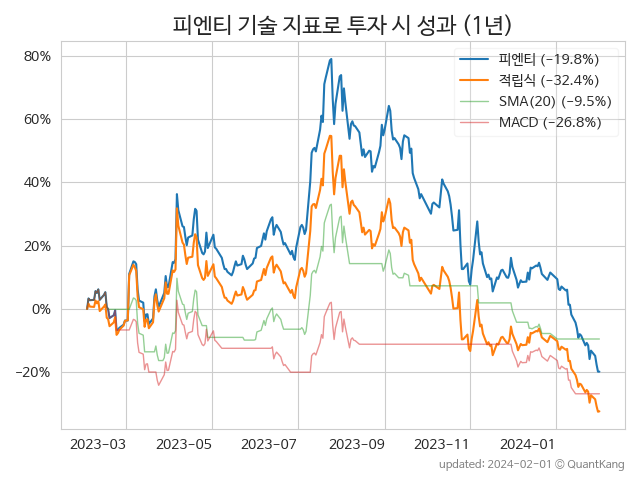 피엔티 기술 지표로 투자 시 성과 (1년)
피엔티 (−19.8%)
적립식 (−32.4%)
SMA(20) (−9.5%)
MACD (−26.8%)
80%
60%
40%
20%
0%
−20%
2023-03
2023-05
2023-07
2023-09
2023-11
2024-01
updated: 2024-02-01 © QuantKang